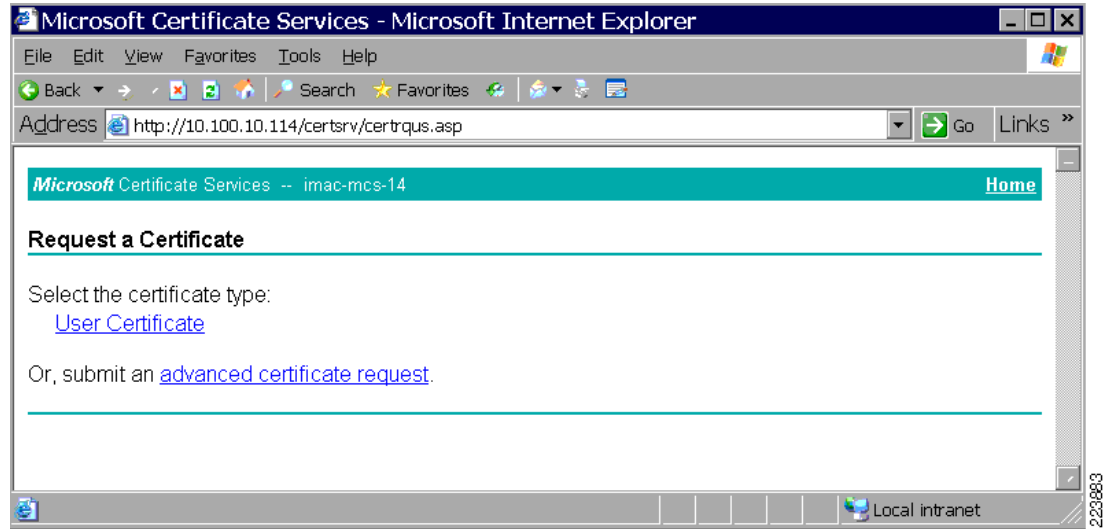 Microsoft Certificate Services - Microsoft Internet Explorer
File Edit View Favorites Tools Help
Back Search Favorites
Address http://10.100.10.114/certsrv/certrqus.asp Go Links »
Microsoft Certificate Services -- imac-mcs-14 Home
Request a Certificate
Select the certificate type:
User Certificate
Or, submit an advanced certificate request.
Local intranet
223883